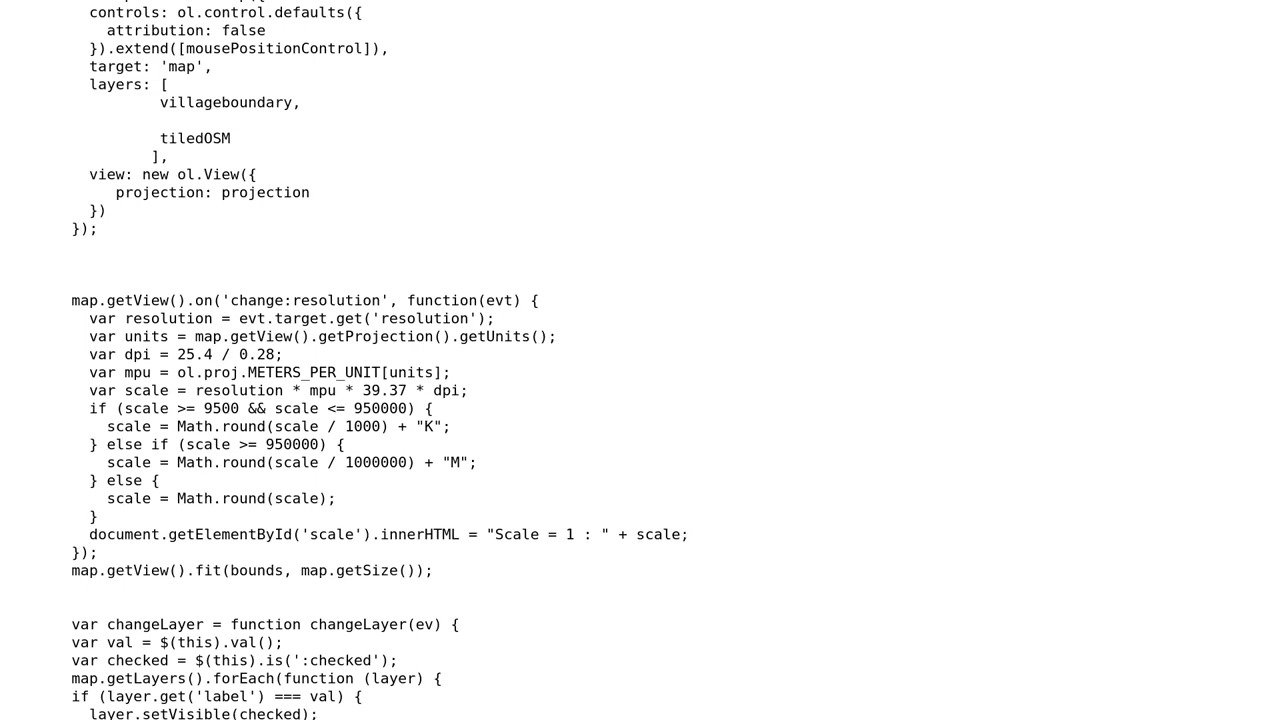 controls: ol.control.defaults({
attribution: false
}).extend([mousePositionControl]),
target: 'map',
layers: [
villageboundary,
tiledOSM
],
view: new ol.View({
projection: projection
})
});
map.getView().on('change:resolution', function(evt) {
var resolution = evt.target.get('resolution');
var units = map.getView().getProjection().getUnits();
var dpi = 25.4 / 0.28;
var mpu = ol.proj.METERS_PER_UNIT[units];
var scale = resolution * mpu * 39.37 * dpi;
if (scale >= 9500 && scale <= 950000) {
scale = Math.round(scale / 1000) + "K";
} else if (scale >= 950000) {
scale = Math.round(scale / 1000000) + "M";
} else {
scale = Math.round(scale);
}
document.getElementById('scale').innerHTML = "Scale = 1 : " + scale;
});
map.getView().fit(bounds, map.getSize());
var changeLayer = function changeLayer(ev) {
var val = $(this).val();
var checked = $(this).is(':checked');
map.getLayers().forEach(function (layer) {
if (layer.get('label') === val) {
layer.setVisible(checked);